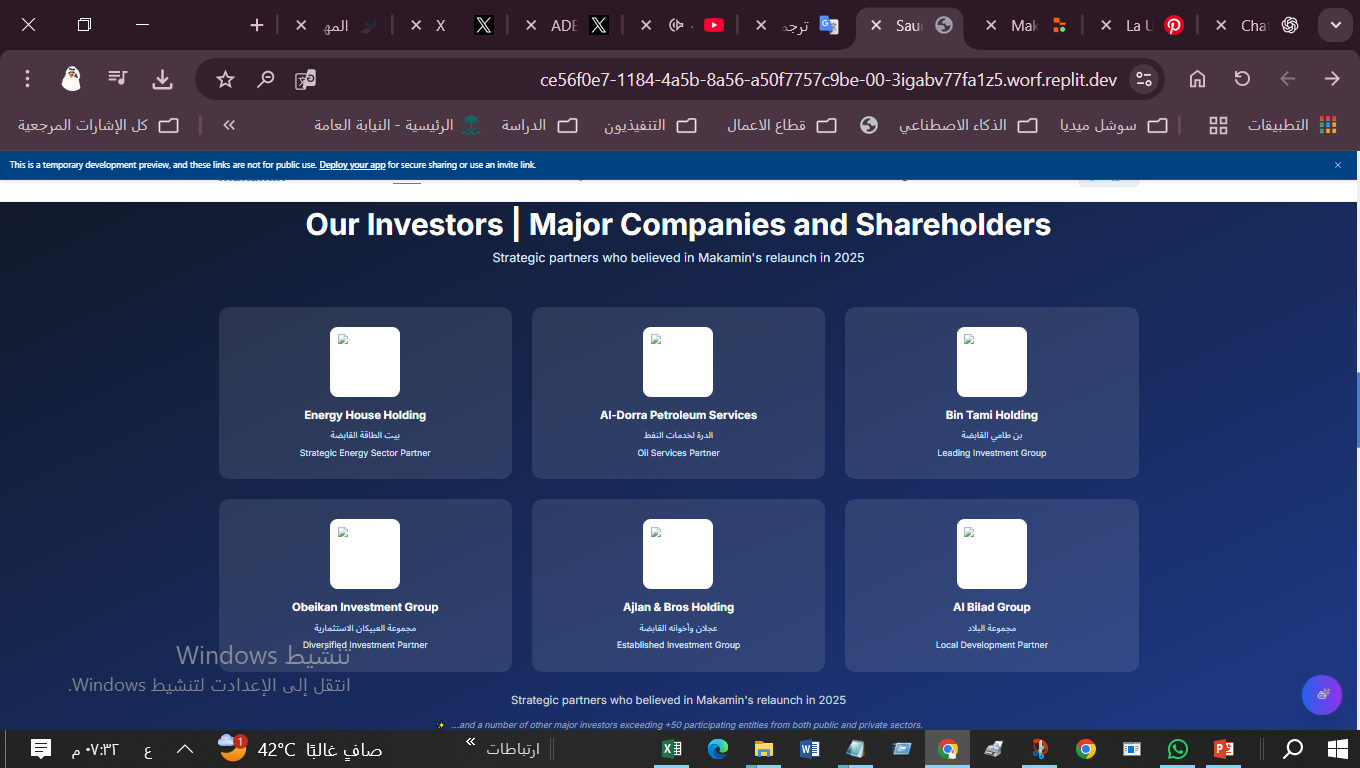 المه
X
ADE
ترجم
Sau
Mak
La U
Cha
ce56f0e7-1184-4a5b-8a56-a50f7757c9be-00-3igabv77fa1z5.worf.replit.dev
التطبيقات
سوشل ميديا
الذكاء الاصطناعي
قطاع الاعمال
التنفيذيون
الدراسة
الرئيسية - النيابة العامة
«
كل الإشارات المرجعية
This is a temporary development preview, and these links are not for public use. Deploy your app for secure sharing or use an invite link.
Our Investors | Major Companies and Shareholders
Strategic partners who believed in Makamin's relaunch in 2025
Energy House Holding
بيت الطاقة القابضة
Strategic Energy Sector Partner
Al-Dorra Petroleum Services
الدرة لخدمات النفط
Oil Services Partner
Bin Tami Holding
بن طامي القابضة
Leading Investment Group
Obeikan Investment Group
مجموعة العبيكان الاستثمارية
Diversified Investment Partner
Ajlan & Bros Holding
عجلان وأخوانه القابضة
Established Investment Group
Al Bilad Group
مجموعة البلاد
Local Development Partner
تنشيط Windows
انتقل إلى الإعدادت لتنشيط Windows.
Strategic partners who believed in Makamin's relaunch in 2025
...and a number of other major investors exceeding +50 participating entities from both public and private sectors.
ارتباطات
صافٍ غالبًا 42°C
1
ع
٠٧:٣٢ م